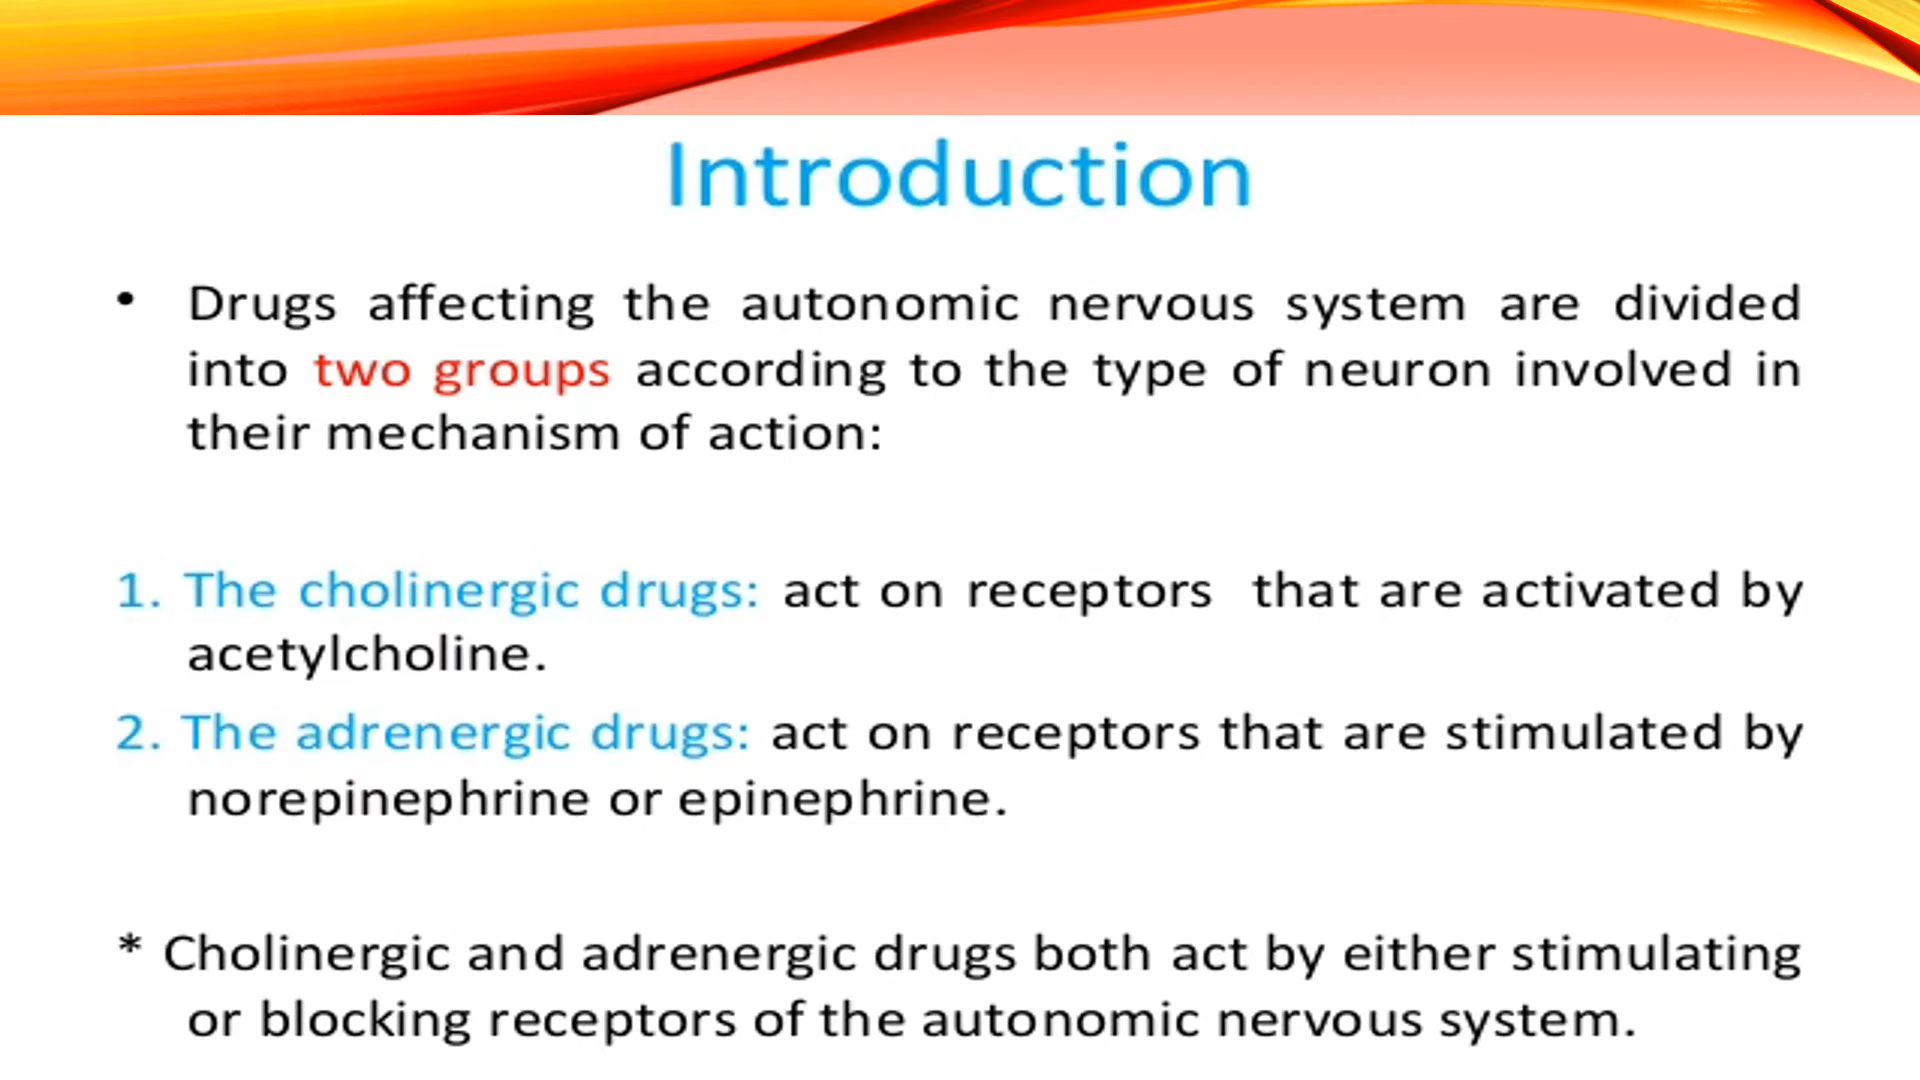 Introduction
• Drugs affecting the autonomic nervous system are divided
into two groups according to the type of neuron involved in
their mechanism of action:
1. The cholinergic drugs: act on receptors that are activated by
acetylcholine.
2. The adrenergic drugs: act on receptors that are stimulated by
norepinephrine or epinephrine.
* Cholinergic and adrenergic drugs both act by either stimulating
or blocking receptors of the autonomic nervous system.